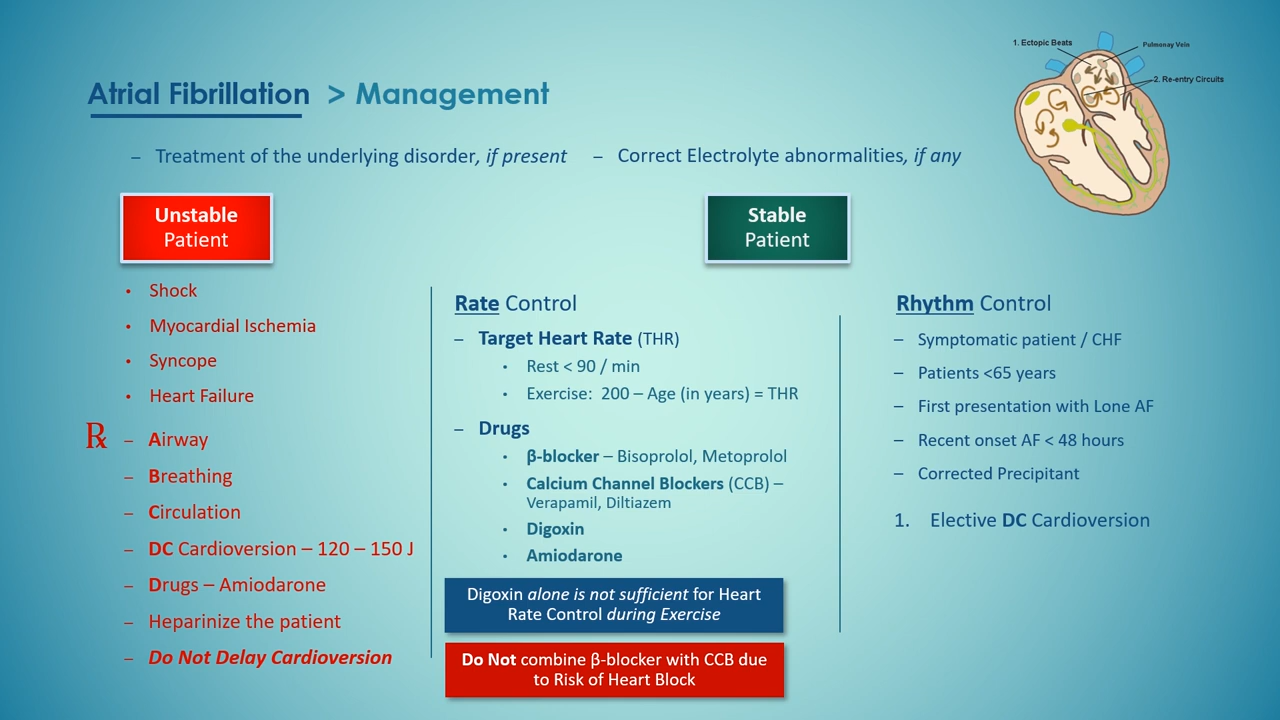 Atrial Fibrillation > Management
1. Ectopic Beats
Pulmonay Vein
2. Re-entry Circuits
– Treatment of the underlying disorder, if present – Correct Electrolyte abnormalities, if any
Unstable
Patient
• Shock
• Myocardial Ischemia
• Syncope
• Heart Failure
℞
– Airway
– Breathing
– Circulation
– DC Cardioversion – 120 – 150 J
– Drugs – Amiodarone
– Heparinize the patient
– Do Not Delay Cardioversion
Stable
Patient
Rate Control
– Target Heart Rate (THR)
• Rest < 90 / min
• Exercise: 200 – Age (in years) = THR
– Drugs
• β-blocker – Bisoprolol, Metoprolol
• Calcium Channel Blockers (CCB) –
Verapamil, Diltiazem
• Digoxin
• Amiodarone
Digoxin alone is not sufficient for Heart
Rate Control during Exercise
Do Not combine β-blocker with CCB due
to Risk of Heart Block
Rhythm Control
– Symptomatic patient / CHF
– Patients <65 years
– First presentation with Lone AF
– Recent onset AF < 48 hours
– Corrected Precipitant
1. Elective DC Cardioversion